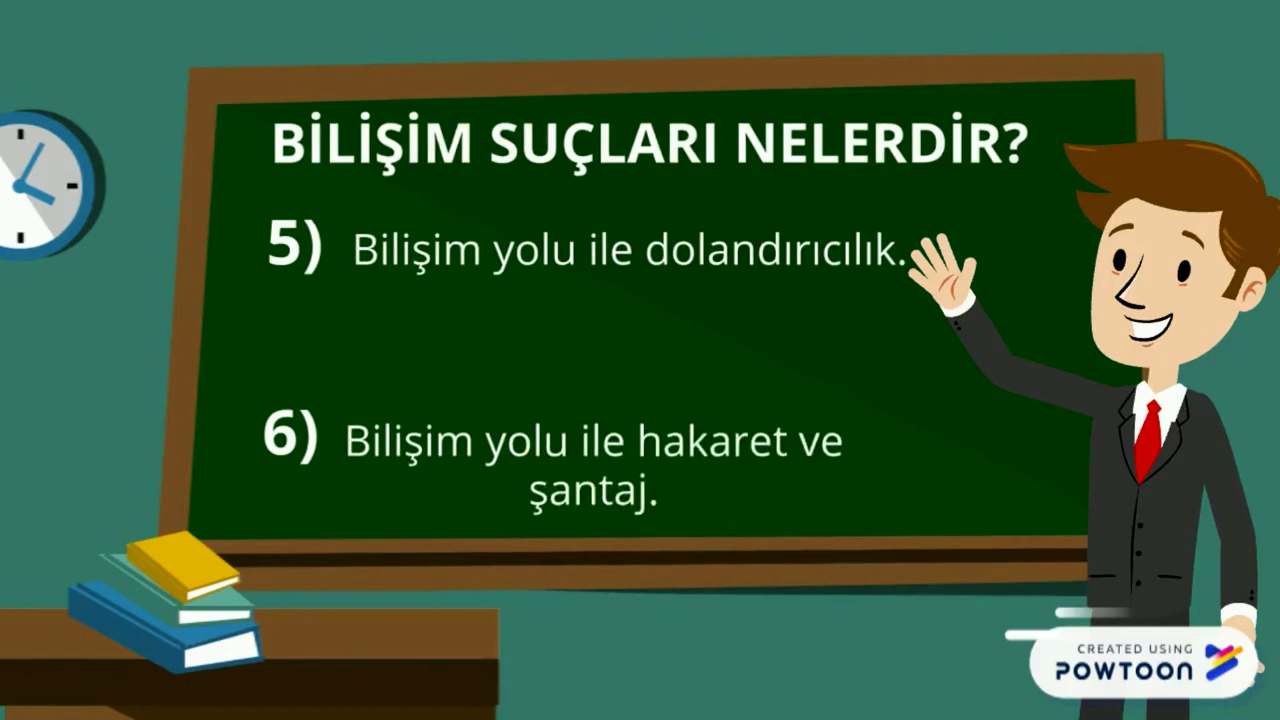 BİLİŞİM SUÇLARI NELERDİR?
5) Bilişim yolu ile dolandırıcılık.
6) Bilişim yolu ile hakaret ve
şantaj.
CREATED USING
POWTOON